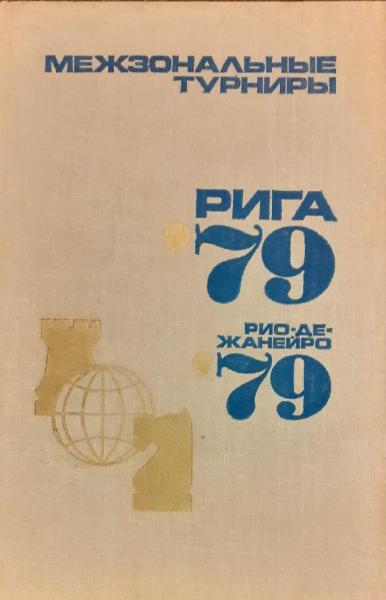 МЕЖЗОНАЛЬНЫЕ
ТУРНИРЫ
РИГА
'79
РИО-ДЕ-
ЖАНЕЙРО
'79